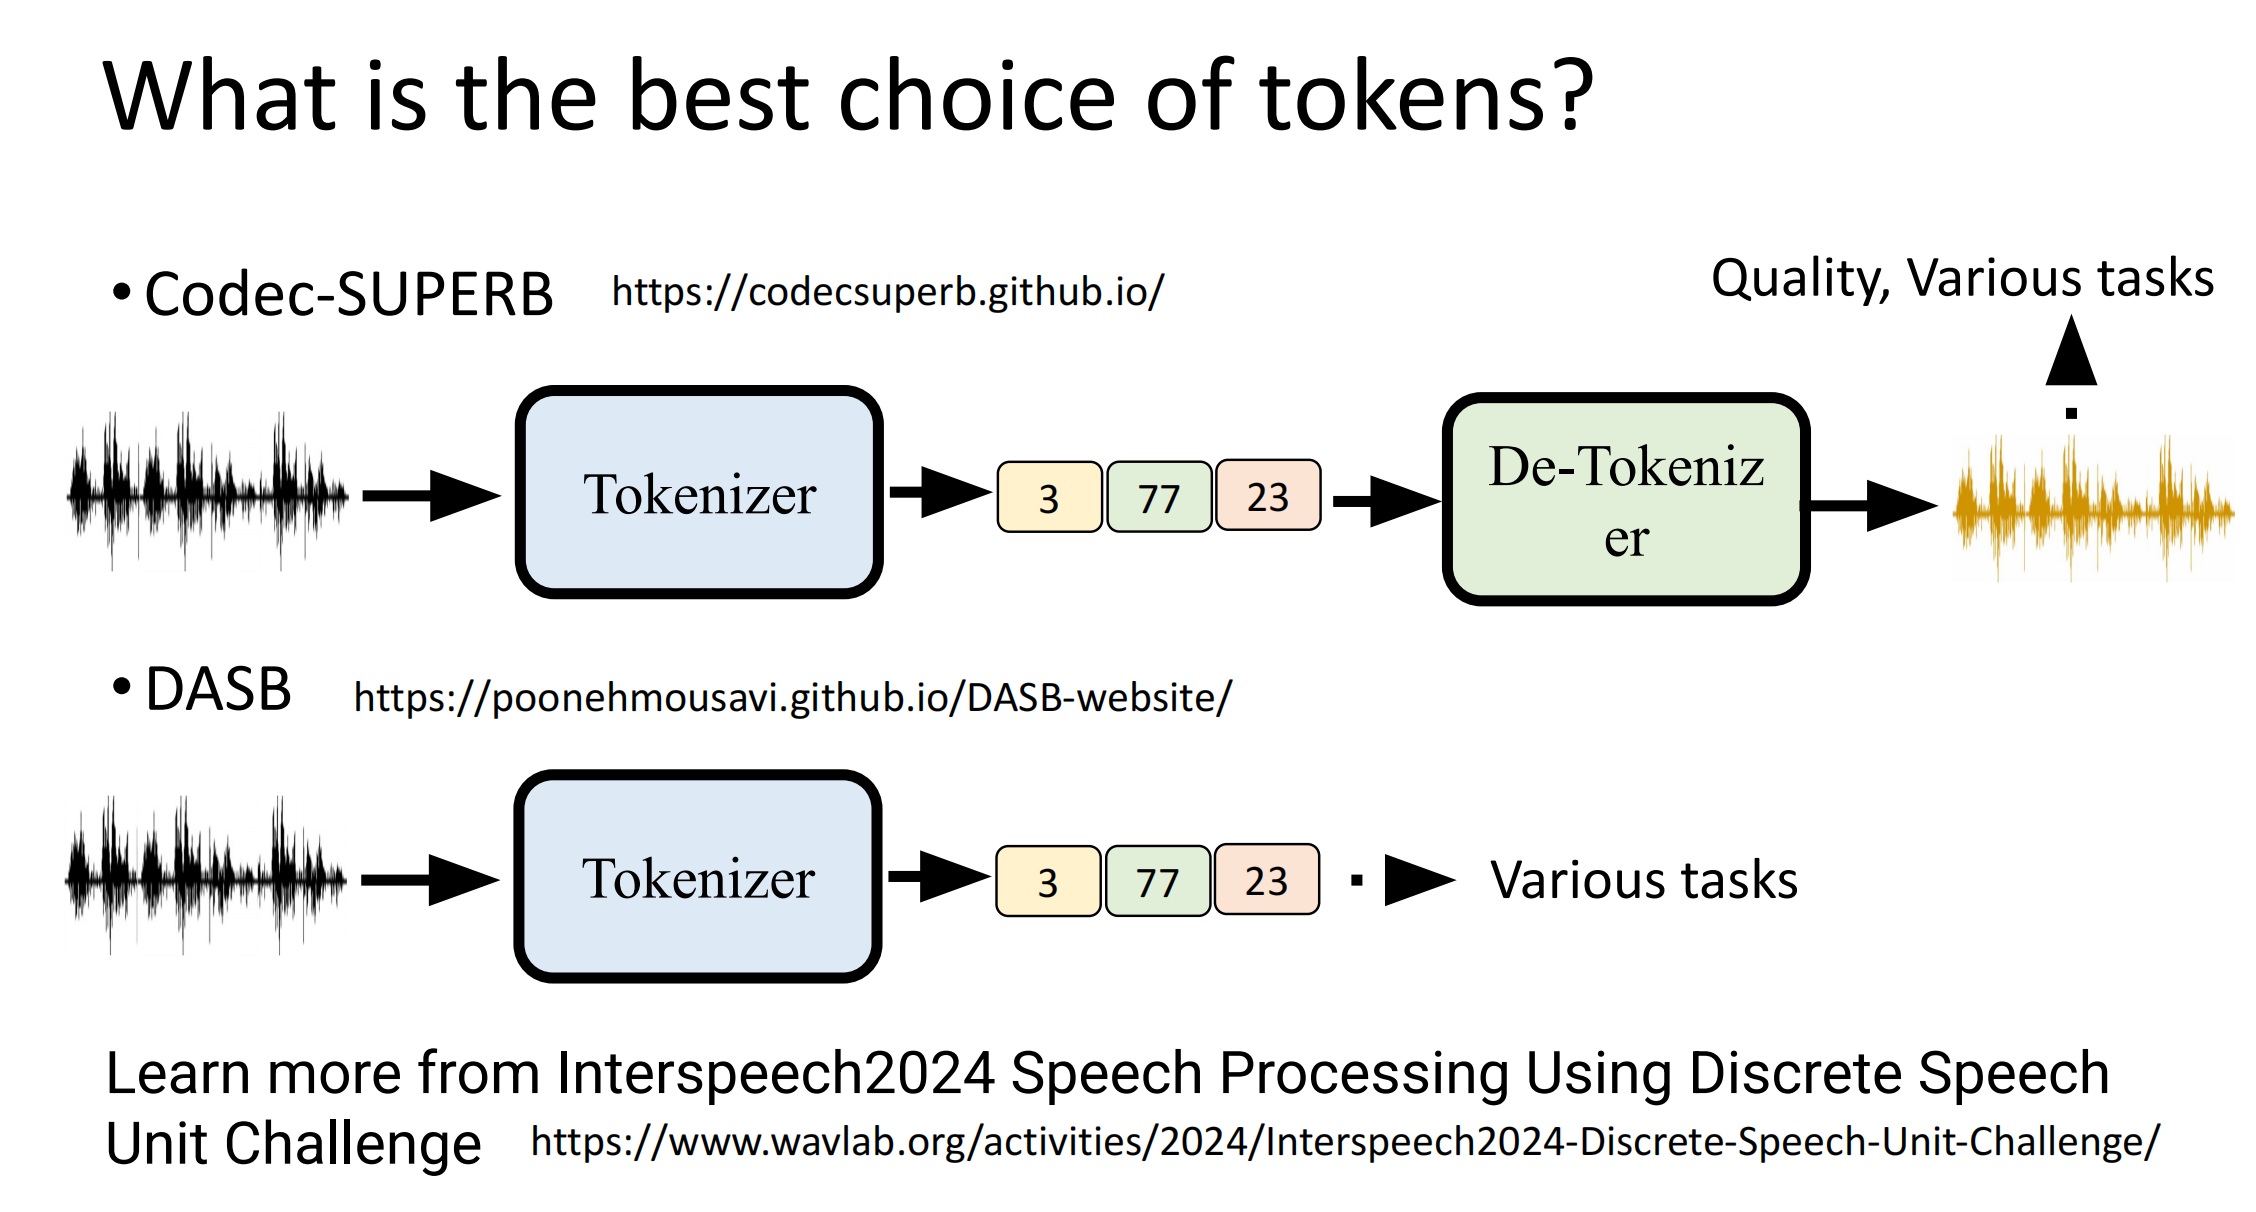 What is the best choice of tokens?
• Codec-SUPERB https://codecsuperb.github.io/
Quality, Various tasks
Tokenizer
3 77 23
De-Tokeniz
er
• DASB https://poonehmousavi.github.io/DASB-website/
Tokenizer
3 77 23
Various tasks
Learn more from Interspeech2024 Speech Processing Using Discrete Speech
Unit Challenge https://www.wavlab.org/activities/2024/Interspeech2024-Discrete-Speech-Unit-Challenge/